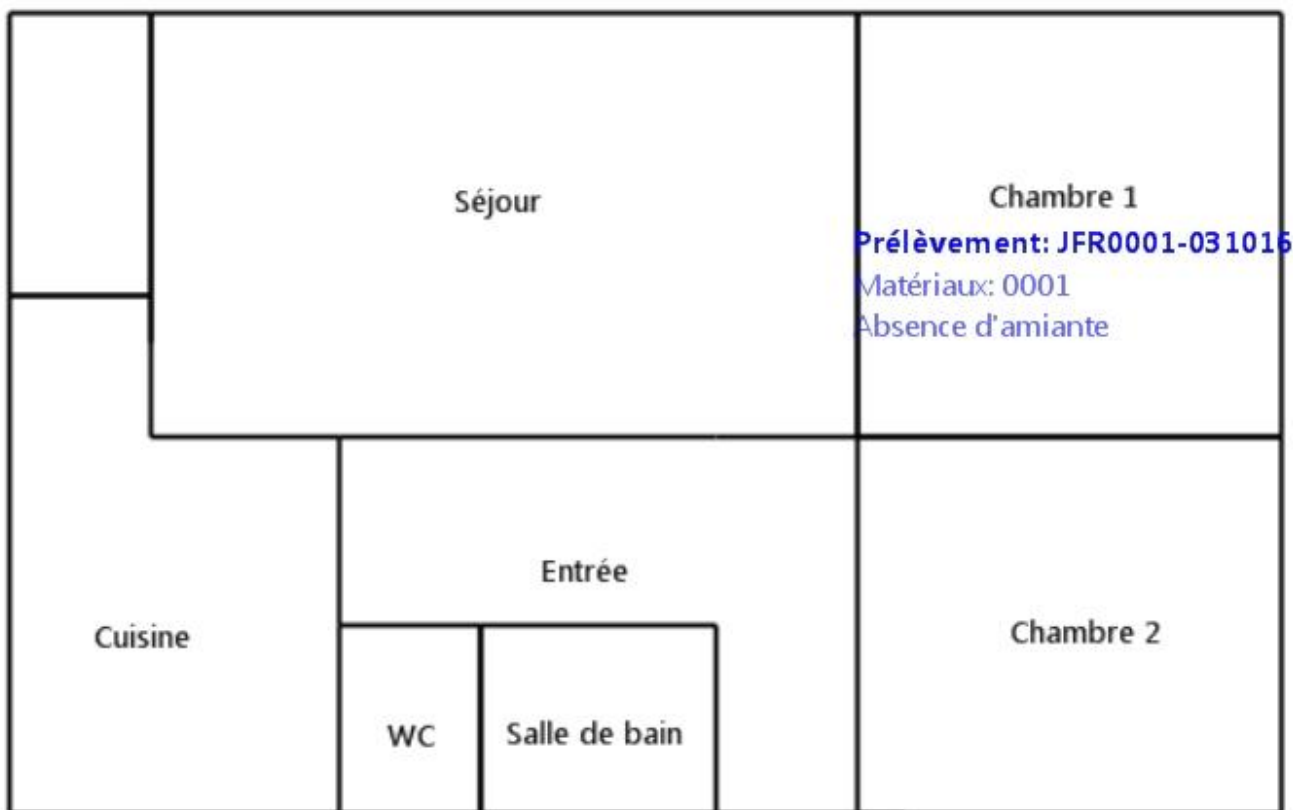 Séjour
Chambre 1
Prélèvement: JFR0001-031016
Matériaux: 0001
Absence d'amiante
Entrée
Cuisine
Chambre 2
WC
Salle de bain